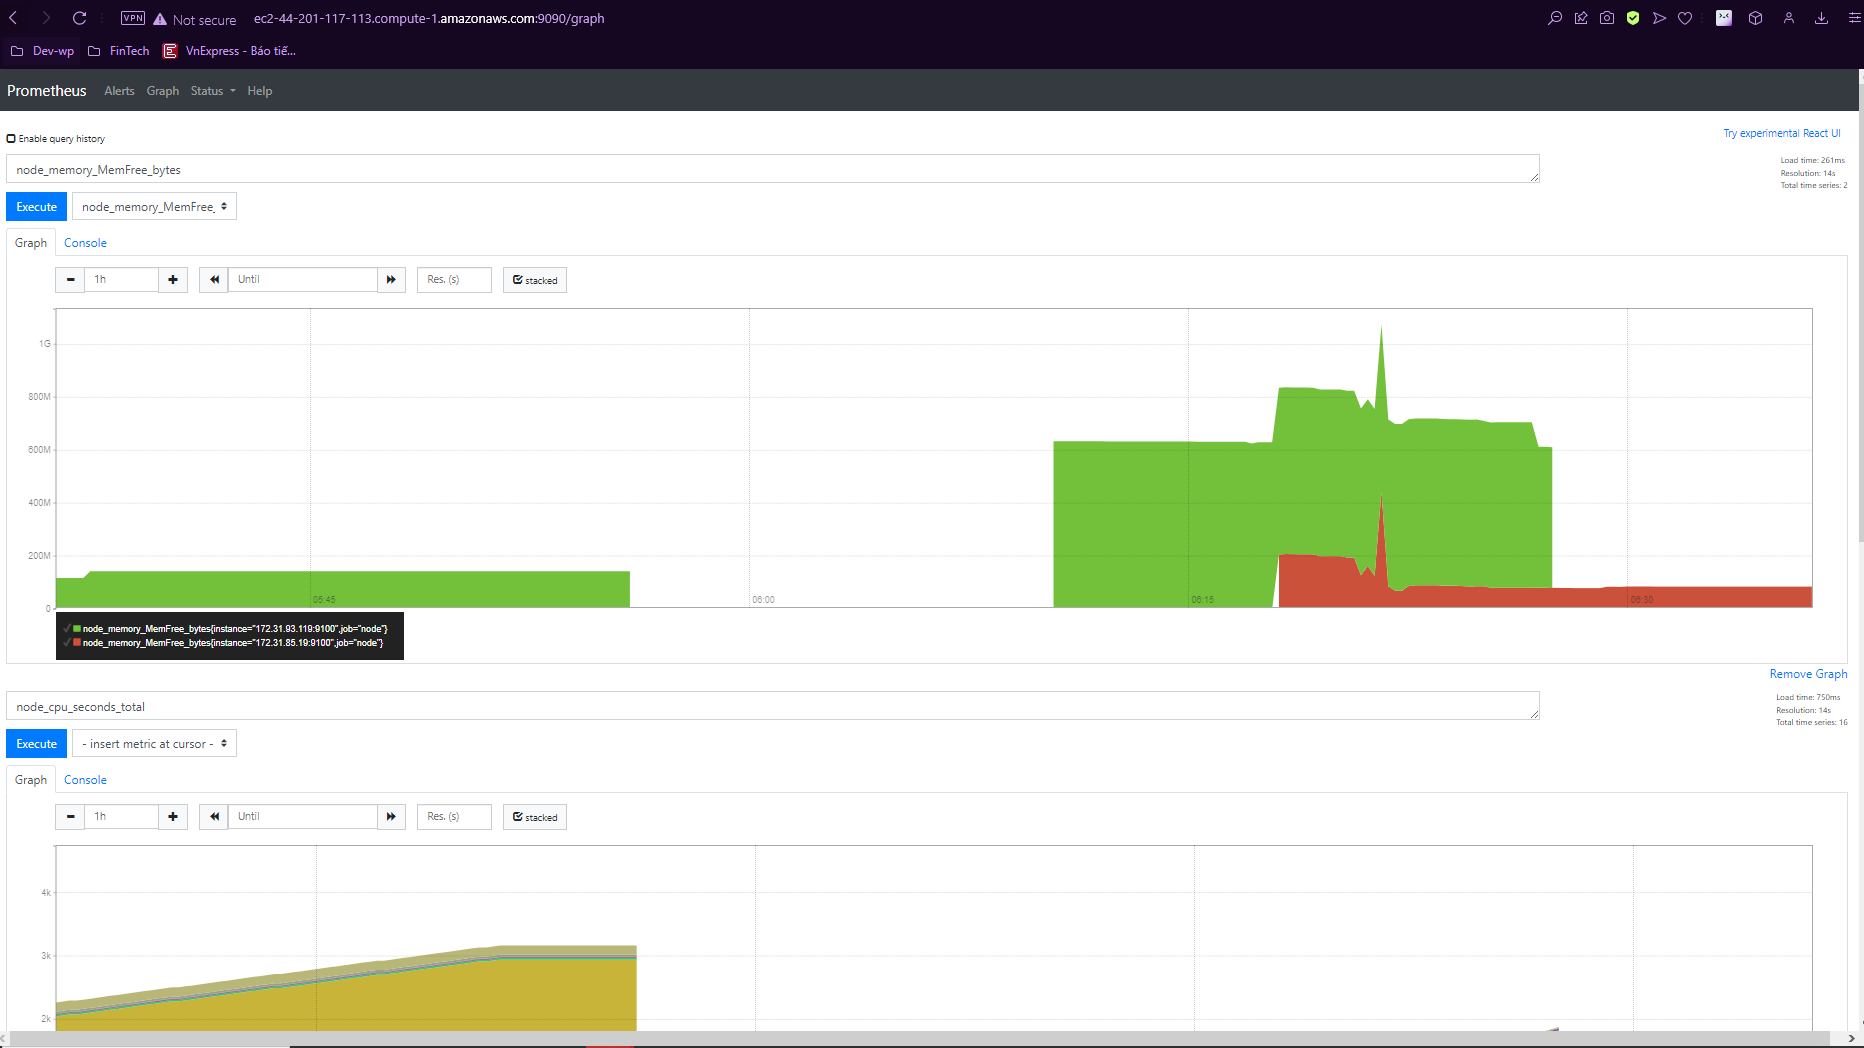 VPN Not secure ec2-44-201-117-113.compute-1.amazonaws.com:9090/graph
Dev-wp FinTech VnExpress - Báo tiế...
Prometheus Alerts Graph Status Help
Enable query history
Try experimental React UI
node_memory_MemFree_bytes
Load time: 261ms
Resolution: 14s
Total time series: 2
Execute node_memory_MemFree_
Graph Console
1h Until Res. (s) stacked
1G
800M
600M
400M
200M
0
05:45 06:00 06:15 06:30
node_memory_MemFree_bytes{instance="172.31.93.119:9100",job="node"}
node_memory_MemFree_bytes{instance="172.31.85.19:9100",job="node"}
Remove Graph
node_cpu_seconds_total
Load time: 750ms
Resolution: 14s
Total time series: 16
Execute - insert metric at cursor -
Graph Console
1h Until Res. (s) stacked
4k
3k
2k